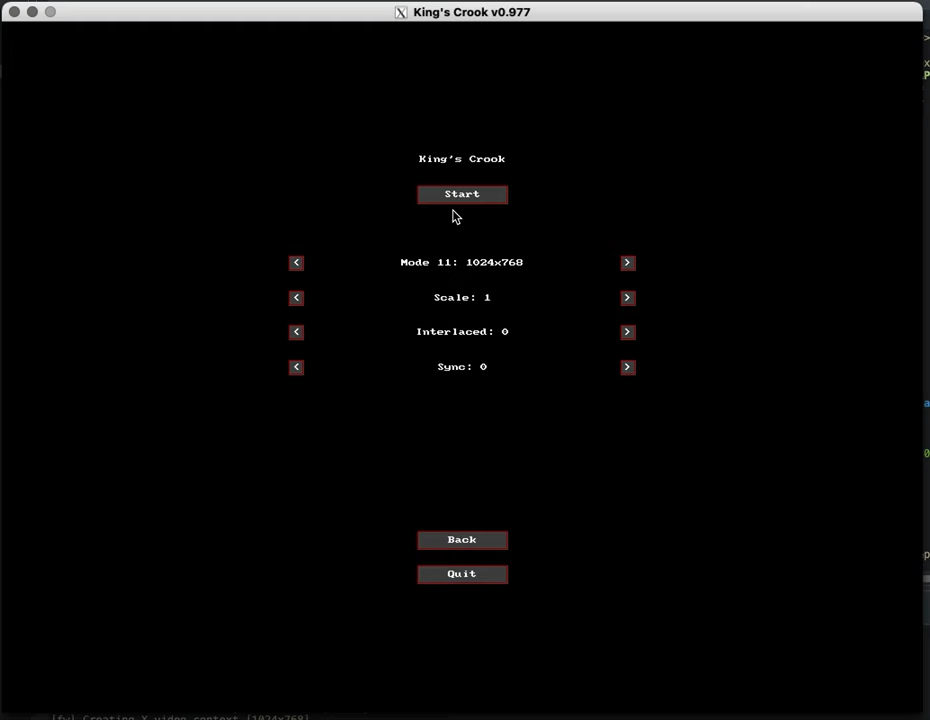 King's Crook v0.977
King's Crook
Start
< Mode 11: 1024x768 >
< Scale: 1 >
< Interlaced: 0 >
< Sync: 0 >
Back
Quit